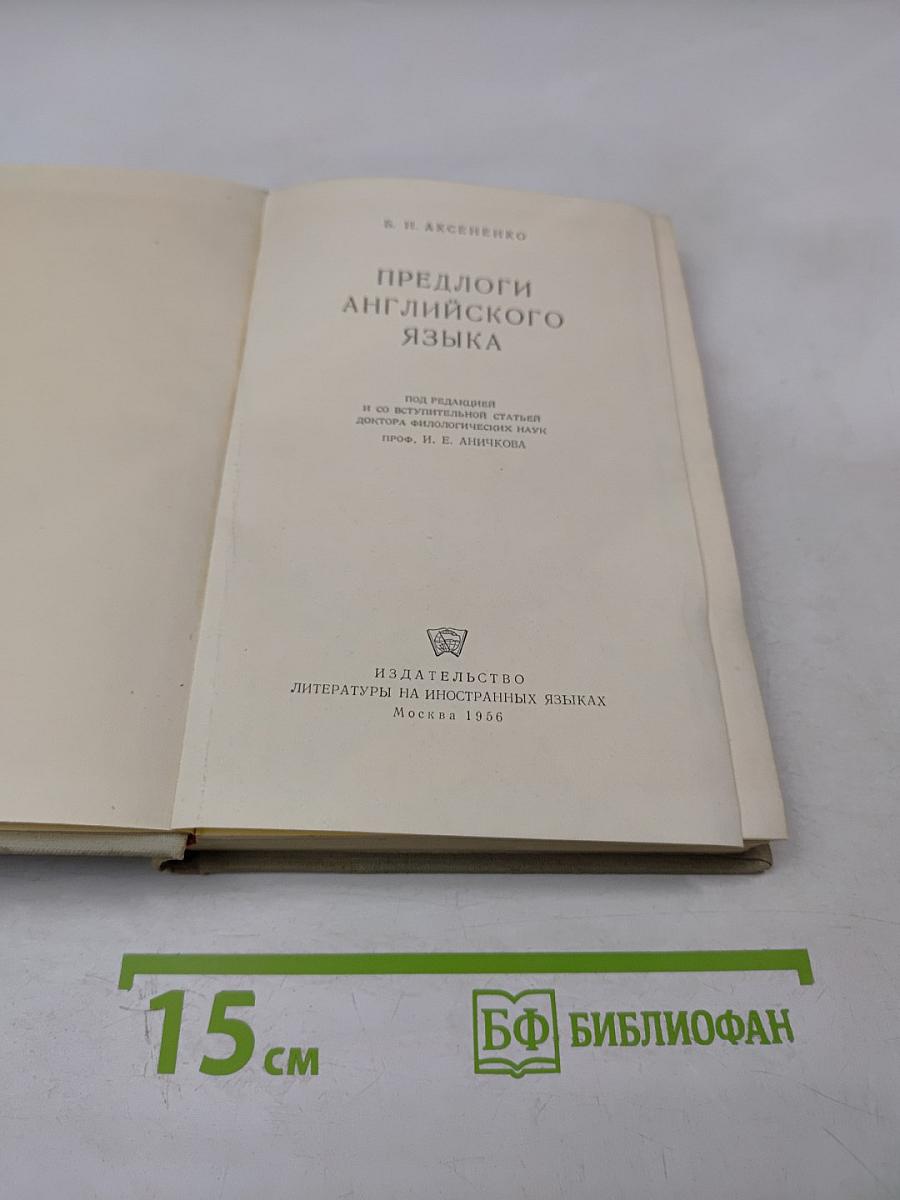 Б. Н. АКСЕНЕНКО
ПРЕДЛОГИ
АНГЛИЙСКОГО
ЯЗЫКА
ПОД РЕДАКЦИЕЙ
И СО ВСТУПИТЕЛЬНОЙ СТАТЬЕЙ
ДОКТОРА ФИЛОЛОГИЧЕСКИХ НАУК
ПРОФ. И. Е. АНИЧКОВА
ИЗДАТЕЛЬСТВО
ЛИТЕРАТУРЫ НА ИНОСТРАННЫХ ЯЗЫКАХ
Москва 1956
15 см
БФ БИБЛИОФАН